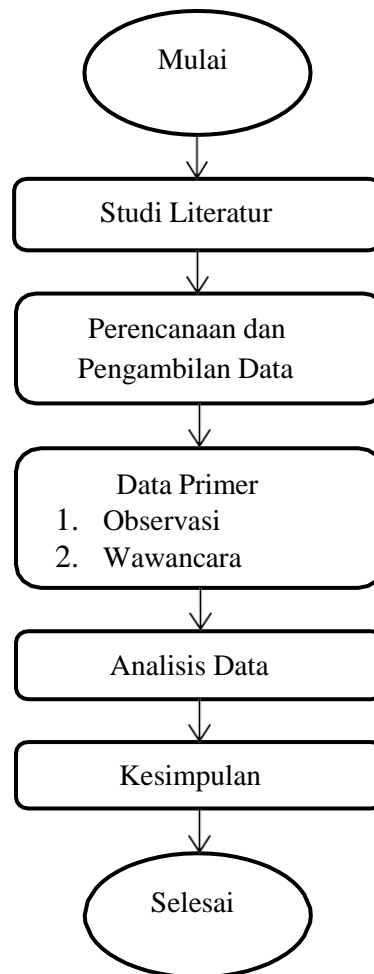 Mulai
Studi Literatur
Perencanaan dan
Pengambilan Data
Data Primer
1. Observasi
2. Wawancara
Analisis Data
Kesimpulan
Selesai